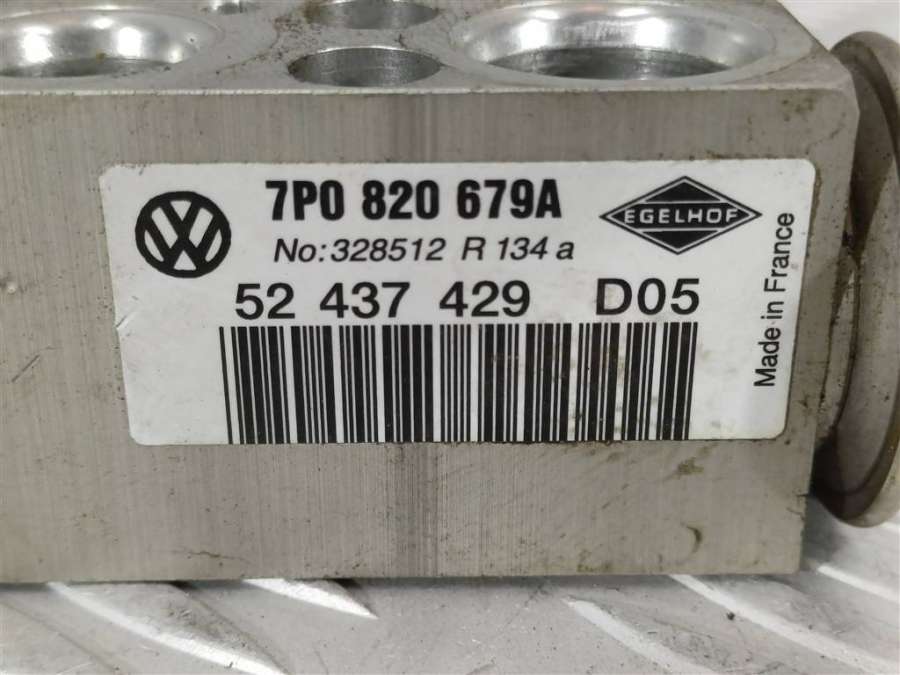 7P0 820 679A
EGELHOF
No:328512 R 134 a
52 437 429 D05
Made in France